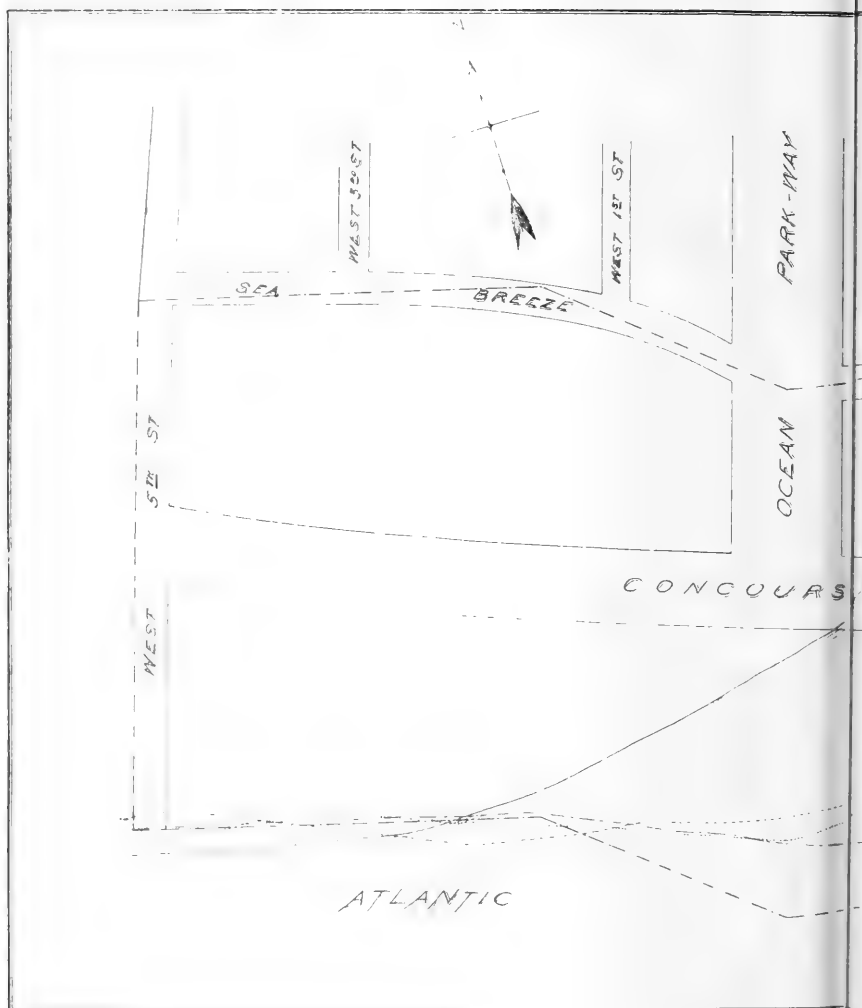 WEST 3RD ST
WEST 1ST ST
PARK-WAY
SEA BREEZE
OCEAN
WEST 5TH ST
CONCOURS
ATLANTIC